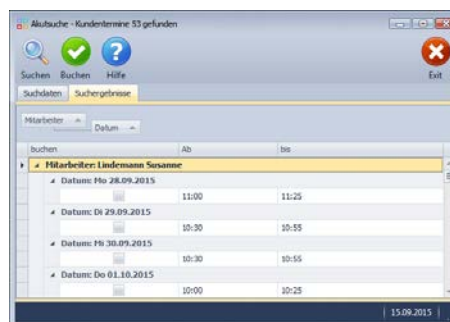 Akutsuche - Kundentermine 53 gefunden
Suchen Buchen Hilfe Exit
Suchdaten Suchergebnisse
Mitarbeiter Datum
buchen Ab bis
Mitarbeiter: Lindemann Susanne
Datum: Mo 28.09.2015
11:00 11:25
Datum: Di 29.09.2015
10:30 10:55
Datum: Mi 30.09.2015
10:30 10:55
Datum: Do 01.10.2015
10:00 10:25
15.09.2015